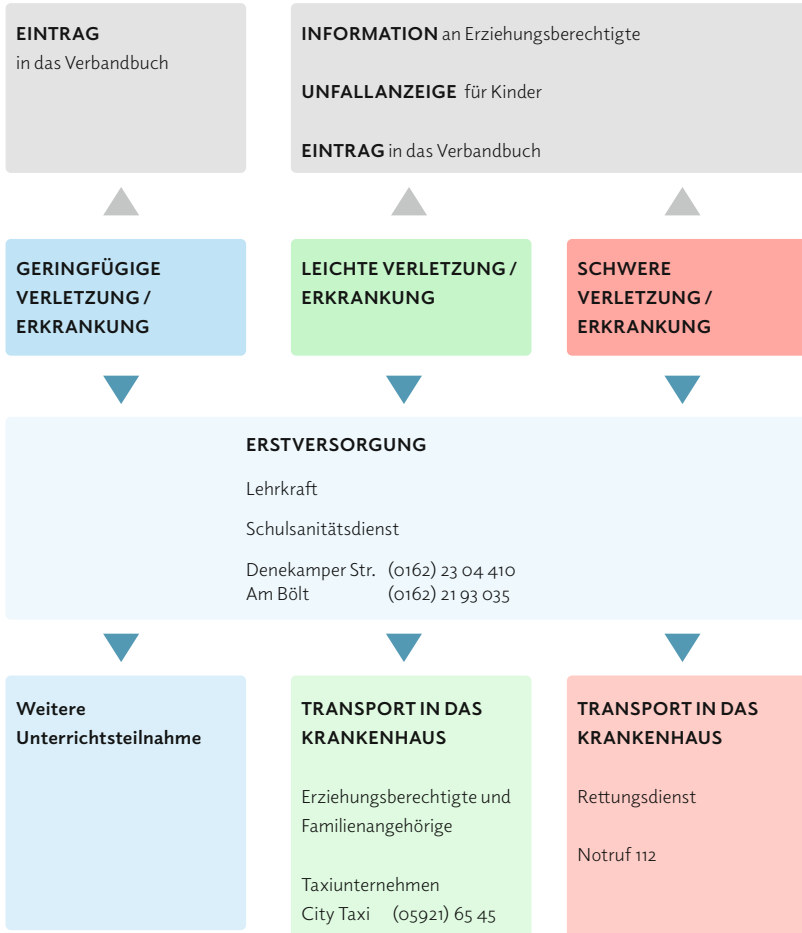 EINTRAG
in das Verbandbuch
INFORMATION an Erziehungsberechtigte
UNFALLANZEIGE für Kinder
EINTRAG in das Verbandbuch
GERINGFÜGIGE
VERLETZUNG /
ERKRANKUNG
LEICHTE VERLETZUNG /
ERKRANKUNG
SCHWERE
VERLETZUNG /
ERKRANKUNG
ERSTVERSORGUNG
Lehrkraft
Schulsanitätsdienst
Denekamper Str. (0162) 23 04 410
Am Bölt (0162) 21 93 035
Weitere
Unterrichtsteilnahme
TRANSPORT IN DAS
KRANKENHAUS
Erziehungsberechtigte und
Familienangehörige
Taxiunternehmen
City Taxi (05921) 65 45
TRANSPORT IN DAS
KRANKENHAUS
Rettungsdienst
Notruf 112